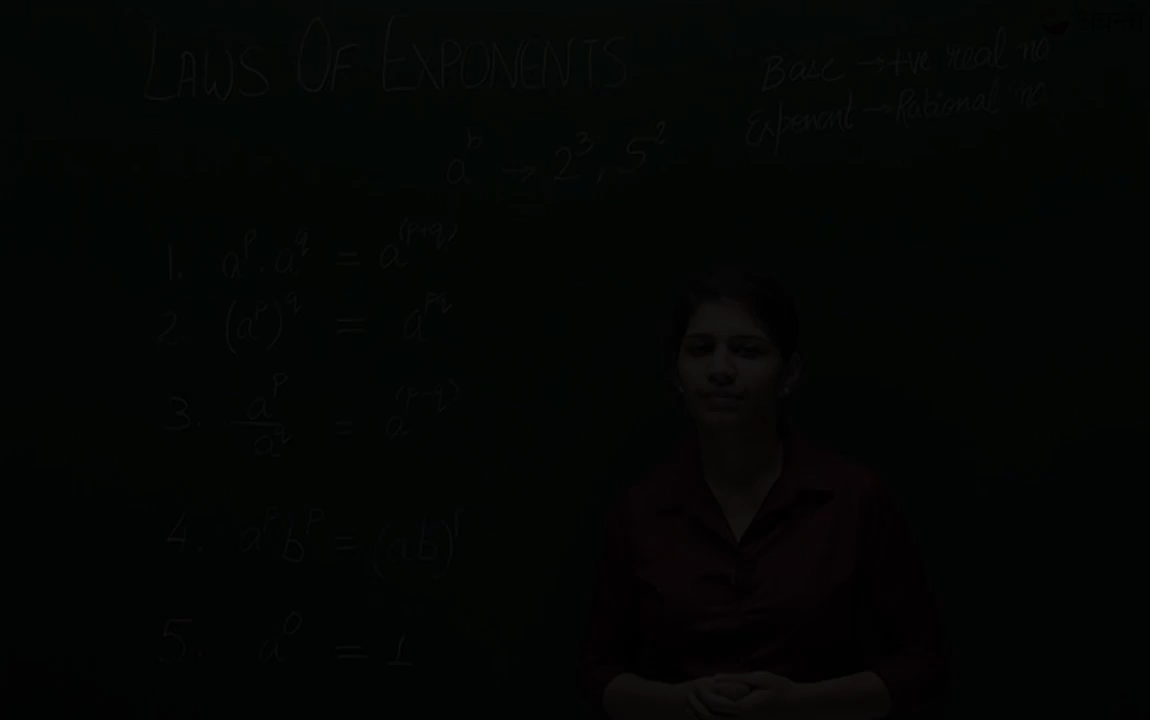 LAWS OF EXPONENTS
Base → +ve real no
Exponent → Rational no.
a^b → 2^3, 5^2
1. a^p . a^q = a^(p+q)
2. (a^p)^q = a^pq
3. a^p / a^q = a^(p-q)
4. a^p b^p = (ab)^p
5. a^0 = 1